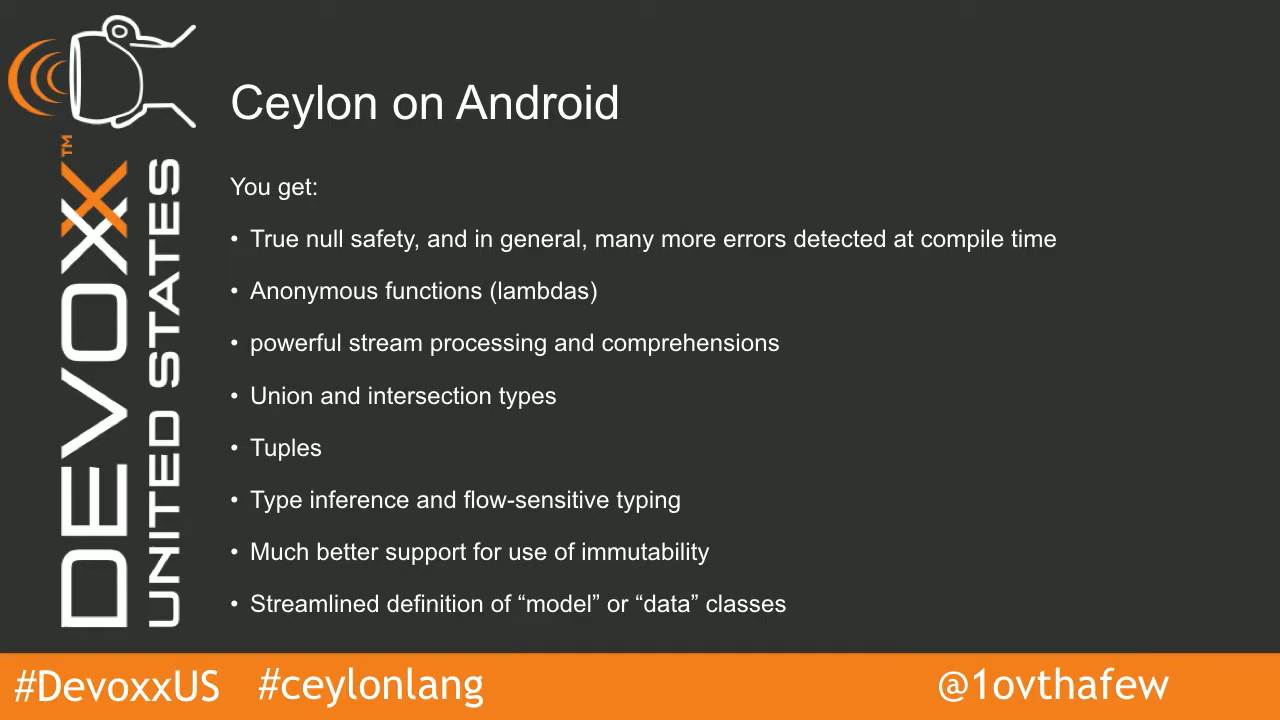 Ceylon on Android
You get:
• True null safety, and in general, many more errors detected at compile time
• Anonymous functions (lambdas)
• powerful stream processing and comprehensions
• Union and intersection types
• Tuples
• Type inference and flow-sensitive typing
• Much better support for use of immutability
• Streamlined definition of “model” or “data” classes
DEVOXX™
UNITED STATES
#DevoxxUS #ceylonlang @1ovthafew